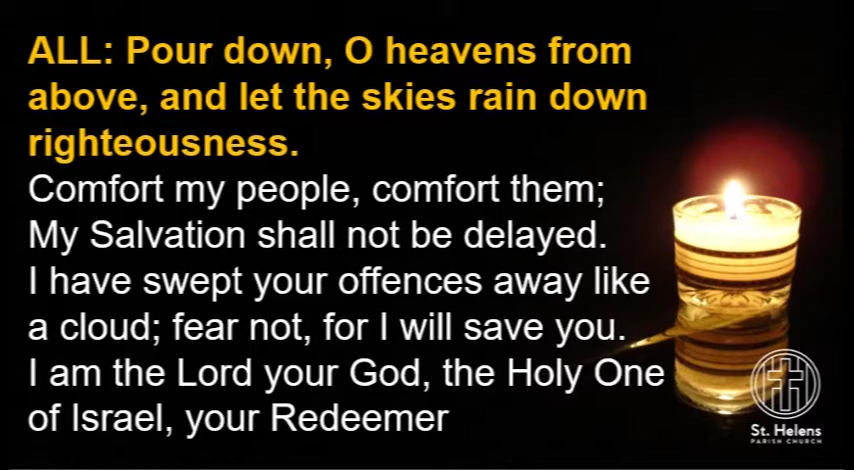 ALL: Pour down, O heavens from
above, and let the skies rain down
righteousness.
Comfort my people, comfort them;
My Salvation shall not be delayed.
I have swept your offences away like
a cloud; fear not, for I will save you.
I am the Lord your God, the Holy One
of Israel, your Redeemer
St. Helens
PARISH CHURCH